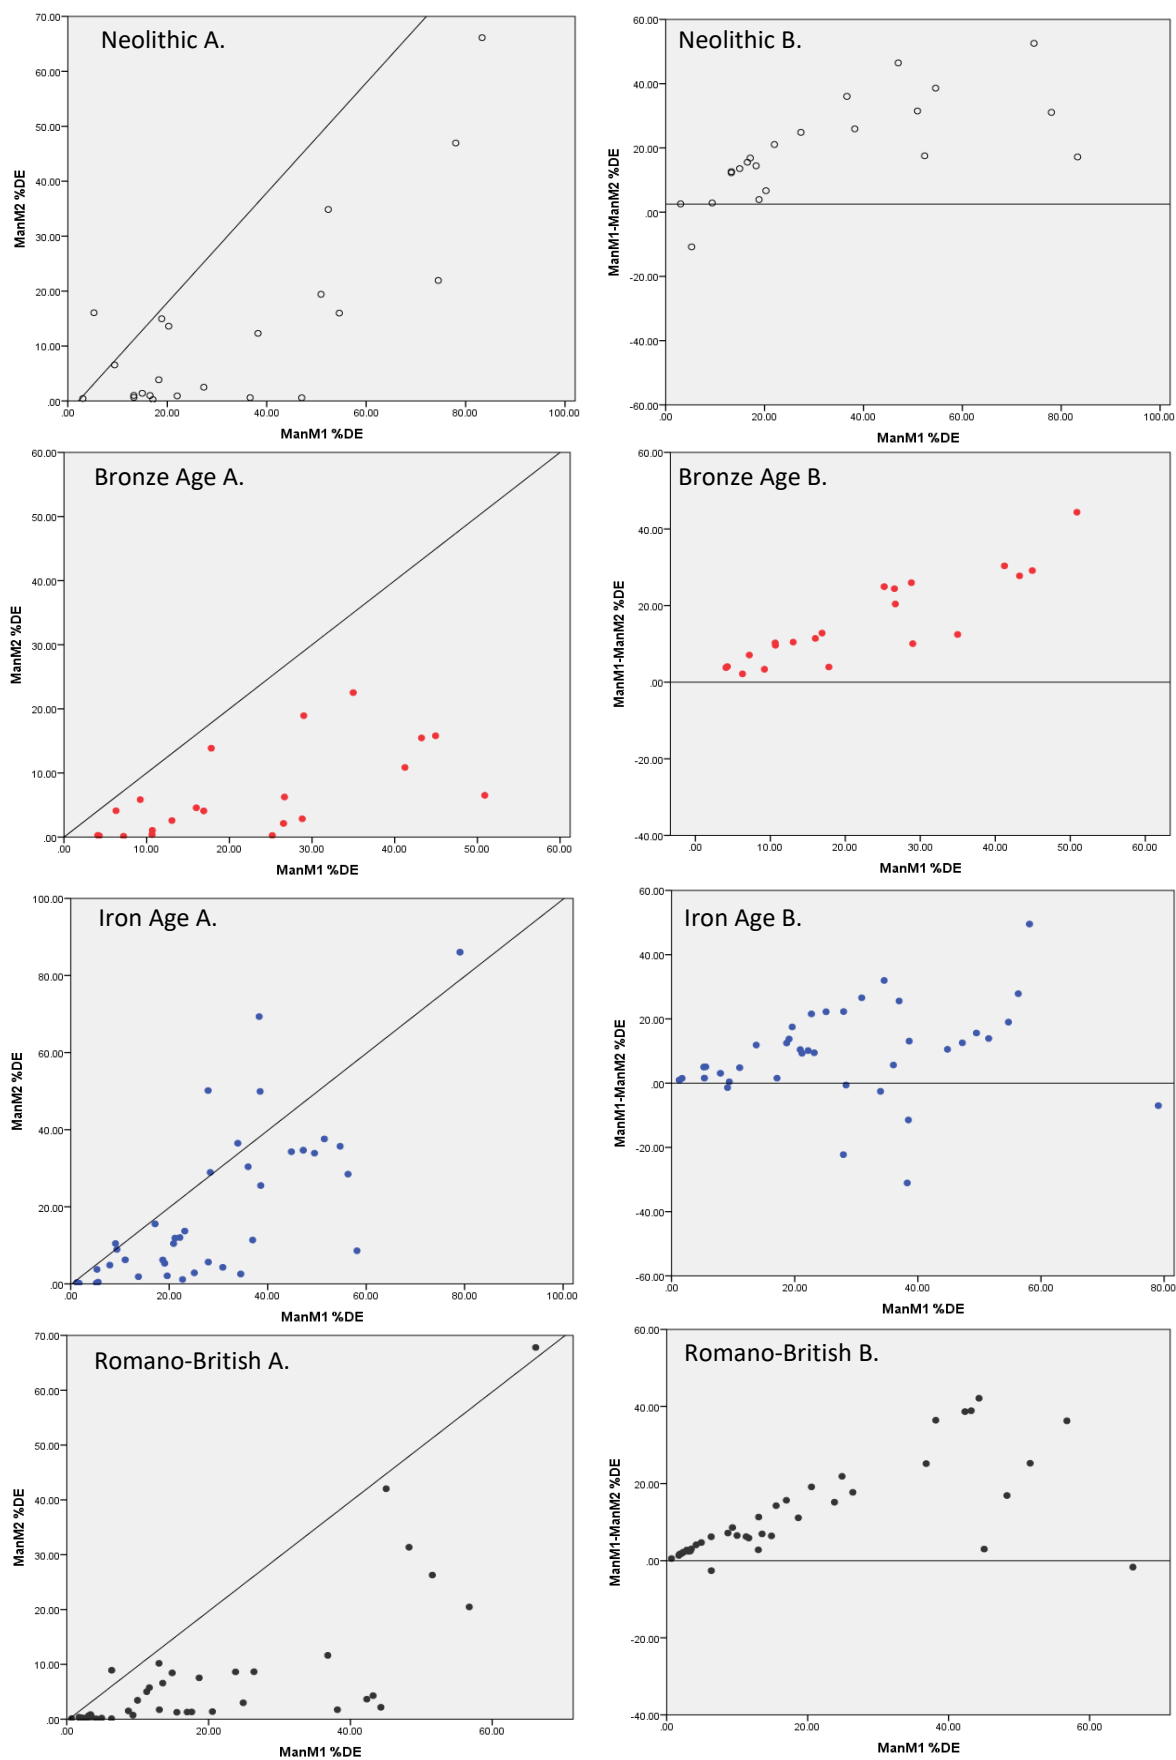 Neolithic A.
70.00
60.00
50.00
40.00
30.00
20.00
10.00
.00
ManM2 %DE
.00 20.00 40.00 60.00 80.00 100.00
ManM1 %DE
Neolithic B.
60.00
40.00
20.00
.00
-20.00
-40.00
-60.00
ManM1-ManM2 %DE
.00 20.00 40.00 60.00 80.00 100.00
ManM1 %DE
Bronze Age A.
60.00
50.00
40.00
30.00
20.00
10.00
.00
ManM2 %DE
.00 10.00 20.00 30.00 40.00 50.00 60.00
ManM1 %DE
Bronze Age B.
60.00
40.00
20.00
.00
-20.00
-40.00
ManM1-ManM2 %DE
.00 10.00 20.00 30.00 40.00 50.00 60.00
ManM1 %DE
Iron Age A.
100.00
80.00
60.00
40.00
20.00
.00
ManM2 %DE
.00 20.00 40.00 60.00 80.00 100.00
ManM1 %DE
Iron Age B.
60.00
40.00
20.00
.00
-20.00
-40.00
-60.00
ManM1-ManM2 %DE
.00 20.00 40.00 60.00 80.00
ManM1 %DE
Romano-British A.
70.00
60.00
50.00
40.00
30.00
20.00
10.00
.00
ManM2 %DE
.00 20.00 40.00 60.00
ManM1 %DE
Romano-British B.
60.00
40.00
20.00
.00
-20.00
-40.00
ManM1-ManM2 %DE
.00 20.00 40.00 60.00
ManM1 %DE